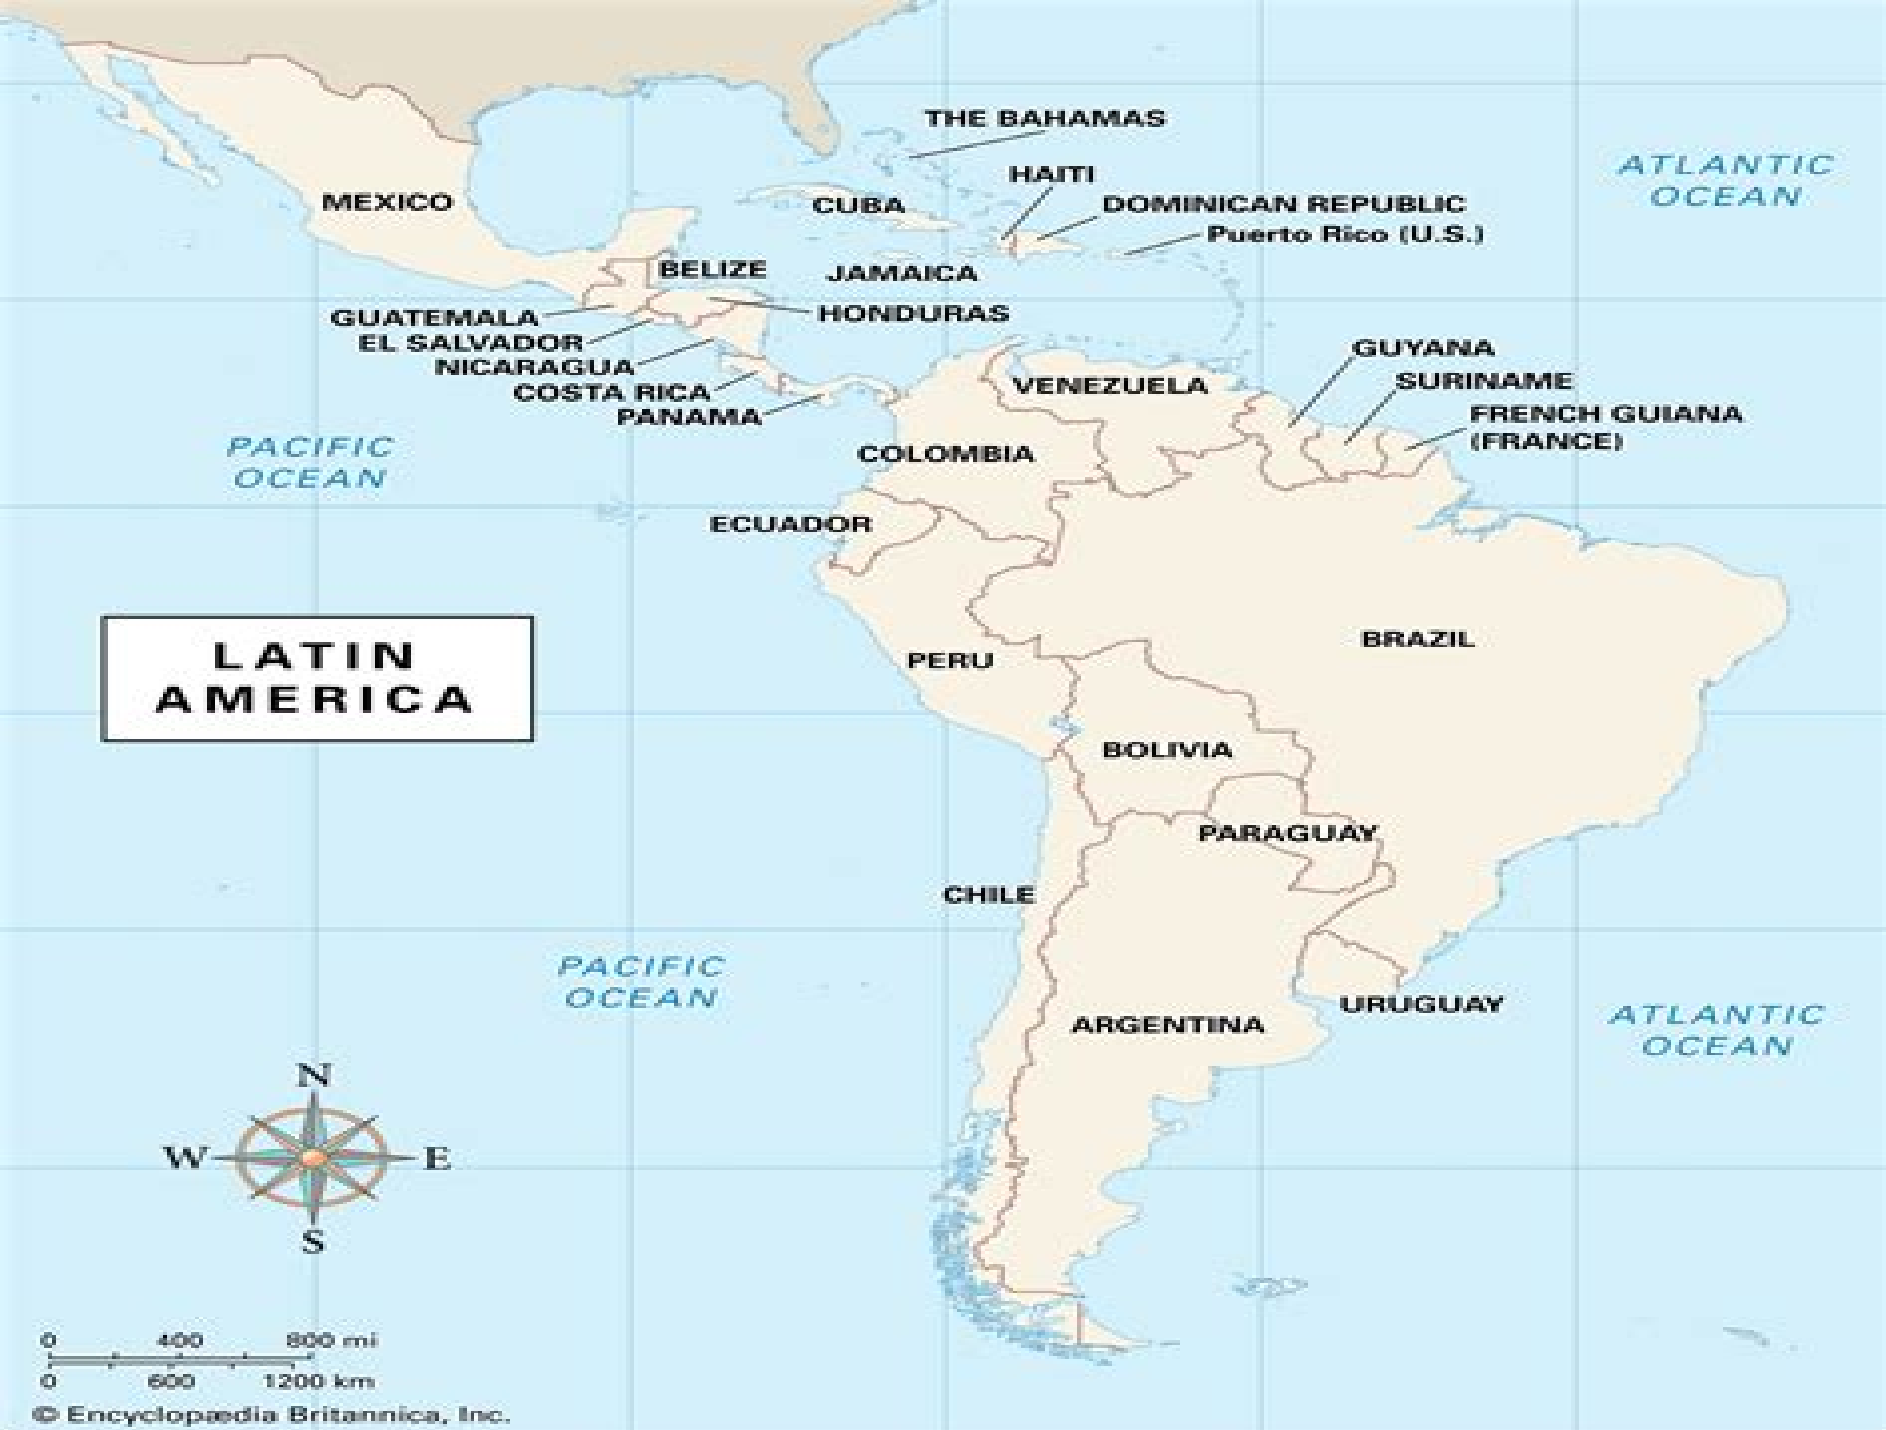 THE BAHAMAS
ATLANTIC
OCEAN
HAITI
MEXICO
CUBA
DOMINICAN REPUBLIC
Puerto Rico (U.S.)
BELIZE
JAMAICA
GUATEMALA
HONDURAS
EL SALVADOR
NICARAGUA
COSTA RICA
PANAMA
GUYANA
SURINAME
FRENCH GUIANA
(FRANCE)
VENEZUELA
PACIFIC
OCEAN
COLOMBIA
ECUADOR
LATIN
AMERICA
PERU
BRAZIL
BOLIVIA
PARAGUAY
CHILE
PACIFIC
OCEAN
ARGENTINA
URUGUAY
ATLANTIC
OCEAN
N
W E
S
0 400 800 mi
0 600 1200 km
© Encyclopædia Britannica, Inc.